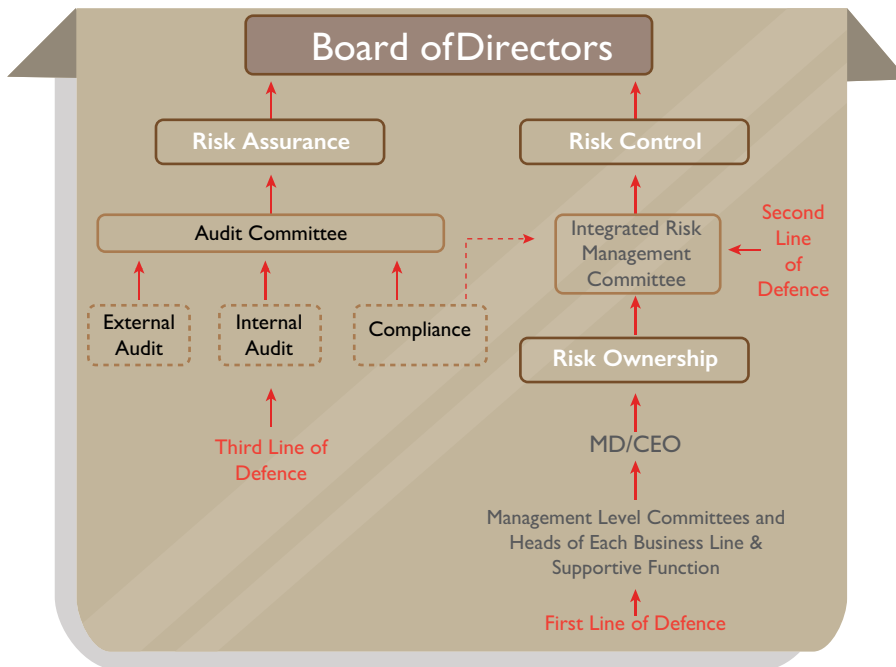 Board of Directors
Risk Assurance
Risk Control
Audit Committee
Integrated Risk
Management
Committee
Second
Line
of
Defence
External
Audit
Internal
Audit
Compliance
Risk Ownership
Third Line of
Defence
MD/CEO
Management Level Committees and
Heads of Each Business Line &
Supportive Function
First Line of Defence